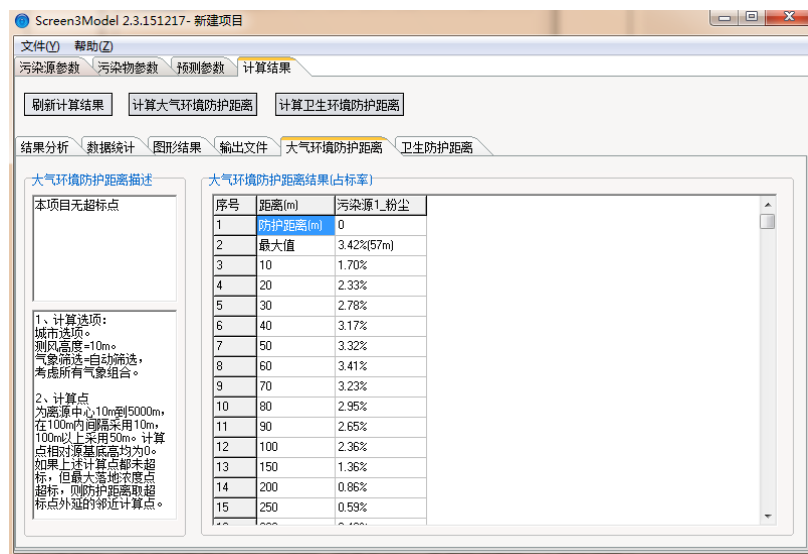 Screen3Model 2.3.151217- 新建项目
文件(Y) 帮助(Z)
污染源参数 污染物参数 预测参数 计算结果
刷新计算结果 计算大气环境防护距离 计算卫生环境防护距离
结果分析 数据统计 图形结果 输出文件 大气环境防护距离 卫生防护距离
大气环境防护距离描述
本项目无超标点
1、计算选项:
城市选项。
测风高度=10m。
气象筛选=自动筛选,
考虑所有气象组合。
2、计算点
为离源中心10m到5000m,
在100m内间隔采用10m,
100m以上采用50m。计算
点相对源基底高均为0。
如果上述计算点都未超
标,但最大落地浓度点
超标,则防护距离取超
标点外延的邻近计算点。
大气环境防护距离结果(占标率)
序号 距离(m) 污染源1_粉尘
1 防护距离(m) 0
2 最大值 3.42%(57m)
3 10 1.70%
4 20 2.33%
5 30 2.78%
6 40 3.17%
7 50 3.32%
8 60 3.41%
9 70 3.23%
10 80 2.95%
11 90 2.65%
12 100 2.36%
13 150 1.36%
14 200 0.86%
15 250 0.59%